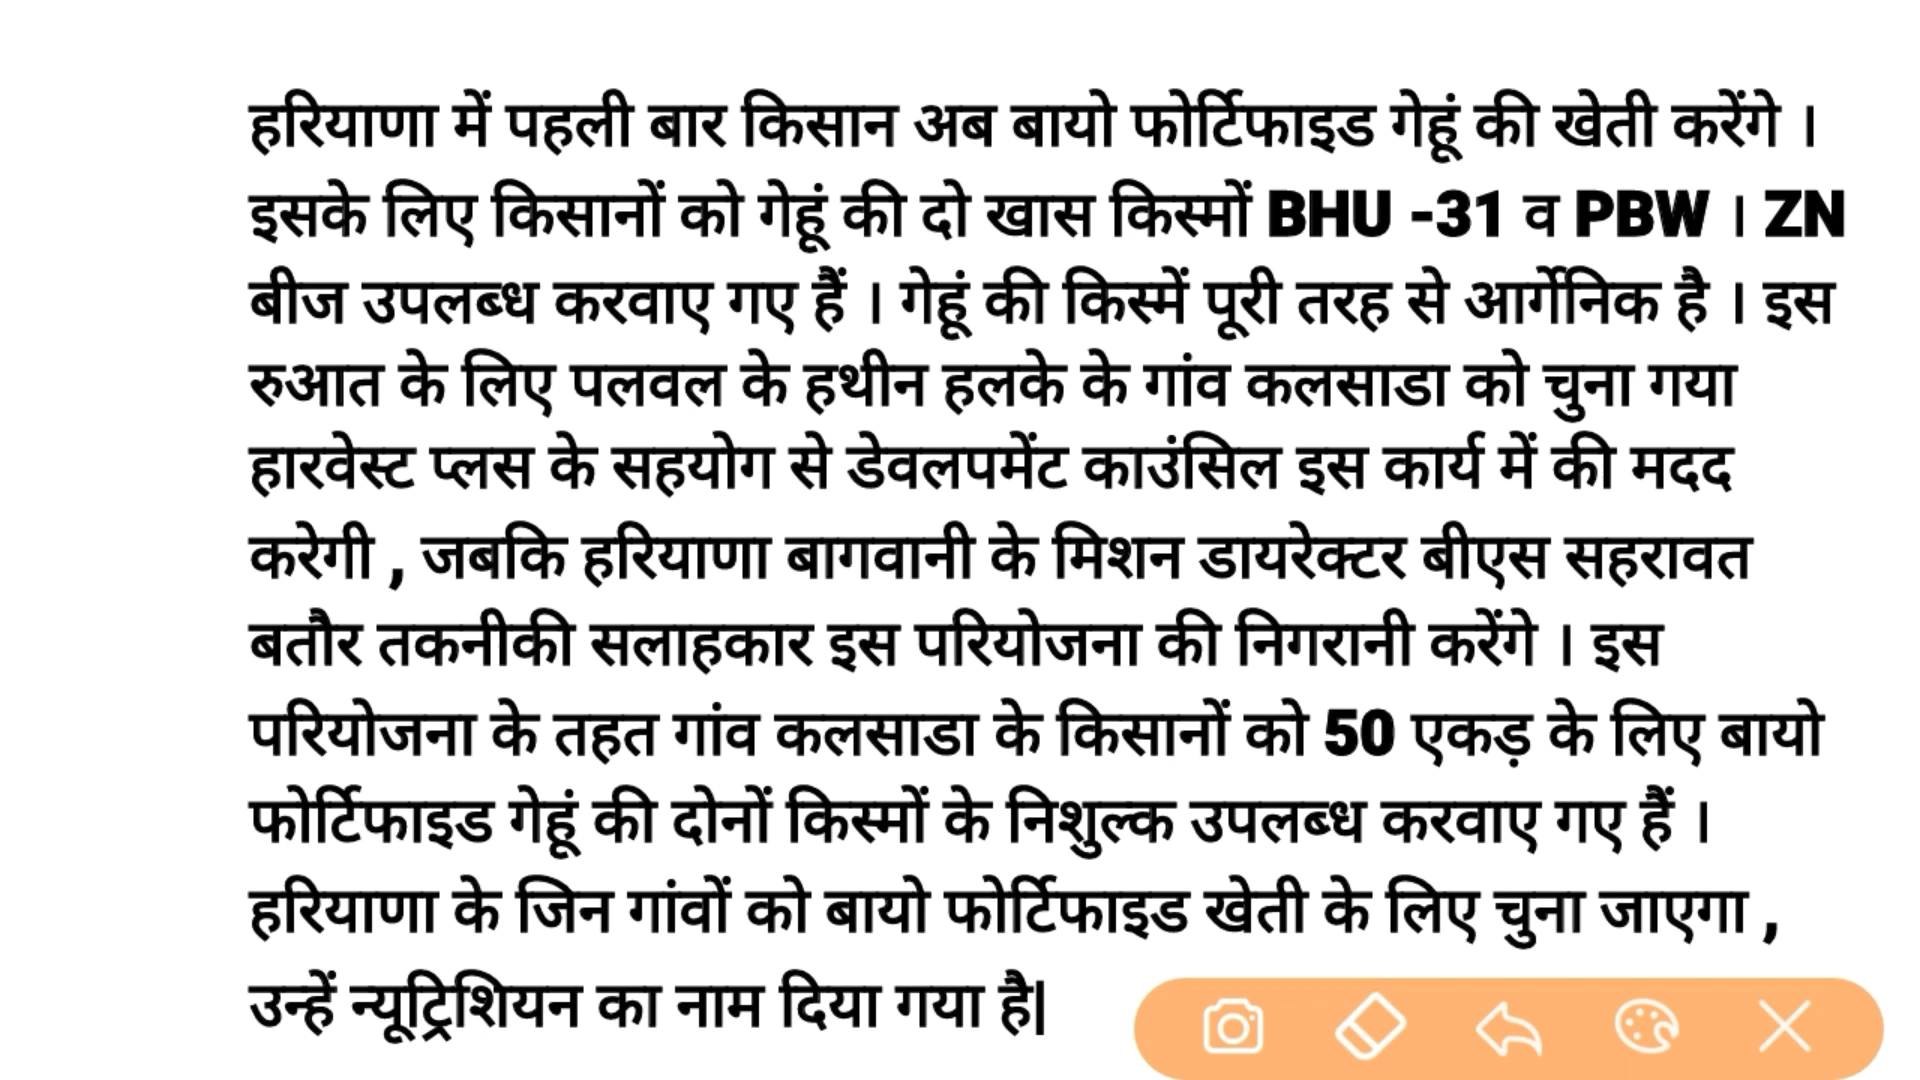 हरियाणा में पहली बार किसान अब बायो फोर्टिफाइड गेहूं की खेती करेंगे ।
इसके लिए किसानों को गेहूं की दो खास किस्मों BHU -31 व PBW । ZN
बीज उपलब्ध करवाए गए हैं । गेहूं की किस्में पूरी तरह से आर्गेनिक है । इस
रुआत के लिए पलवल के हथीन हलके के गांव कलसाडा को चुना गया
हारवेस्ट प्लस के सहयोग से डेवलपमेंट काउंसिल इस कार्य में की मदद
करेगी , जबकि हरियाणा बागवानी के मिशन डायरेक्टर बीएस सहरावत
बतौर तकनीकी सलाहकार इस परियोजना की निगरानी करेंगे । इस
परियोजना के तहत गांव कलसाडा के किसानों को 50 एकड़ के लिए बायो
फोर्टिफाइड गेहूं की दोनों किस्मों के निशुल्क उपलब्ध करवाए गए हैं ।
हरियाणा के जिन गांवों को बायो फोर्टिफाइड खेती के लिए चुना जाएगा ,
उन्हें न्यूट्रिशियन का नाम दिया गया है|